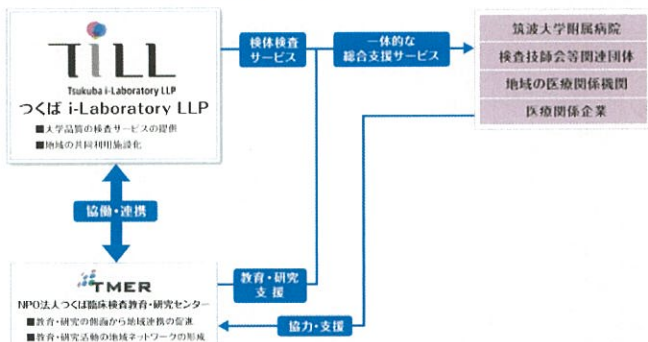 TiLL
Tsukuba i-Laboratory LLP
つくば i-Laboratory LLP
■大学品質の検査サービスの提供
■地域の共同利用施設化
検体検査
サービス
一体的な
総合支援サービス
筑波大学附属病院
検査技師会等関連団体
地域の医療関係機関
医療関係企業
協働・連携
TMER
NPO法人つくば臨床検査教育・研究センター
■教育・研究の側面から地域連携の促進
■教育・研究活動の地域ネットワークの形成
教育・研究
支援
協力・支援